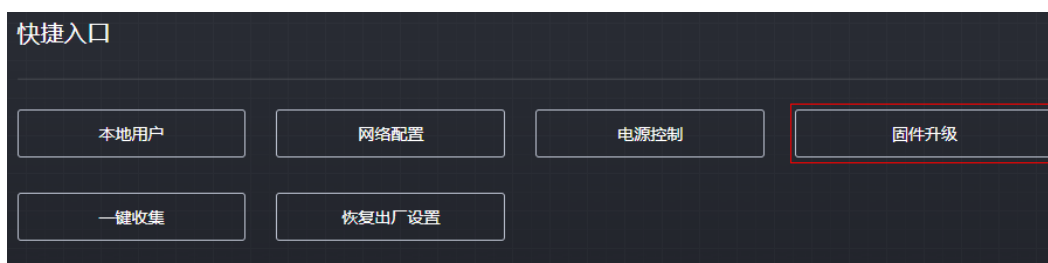 快捷入口
本地用户
网络配置
电源控制
固件升级
一键收集
恢复出厂设置